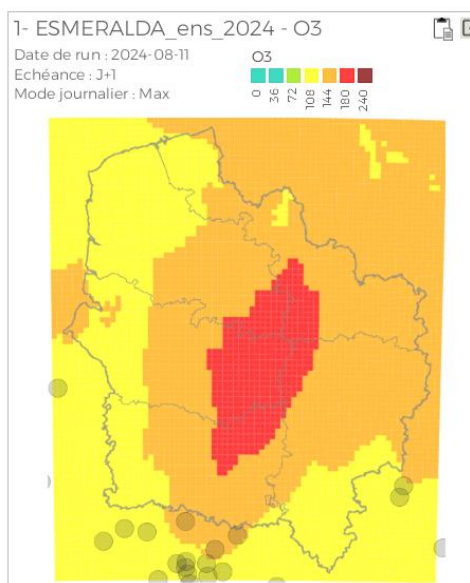 1- ESMERALDA_ens_2024 - O3
Date de run : 2024-08-11
Echéance : J+1
Mode journalier : Max
O3
0 36 72 108 144 180 240